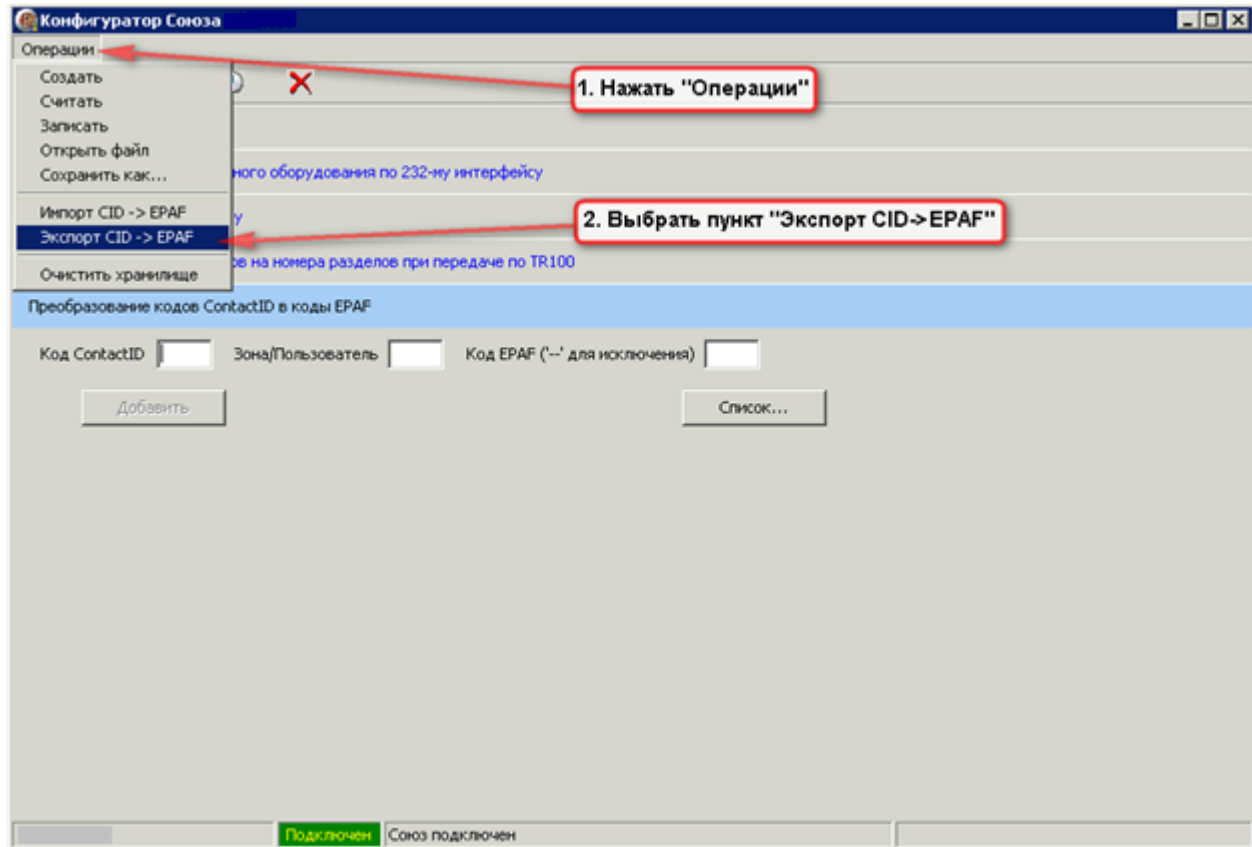 Конфигуратор Союза
Операции
1. Нажать "Операции"
Создать
Считать
Записать
Открыть файл
Сохранить как...
Импорт CID -> EPAF
Экспорт CID -> EPAF
Очистить хранилище
2. Выбрать пункт "Экспорт CID->EPAF"
оборудования по 232-му интерфейсу
на номера разделов при передаче по TR100
Преобразование кодов ContactID в коды EPAF
Код ContactID Зона/Пользователь Код EPAF ('--' для исключения)
Добавить Список...
Подключен Союз подключен